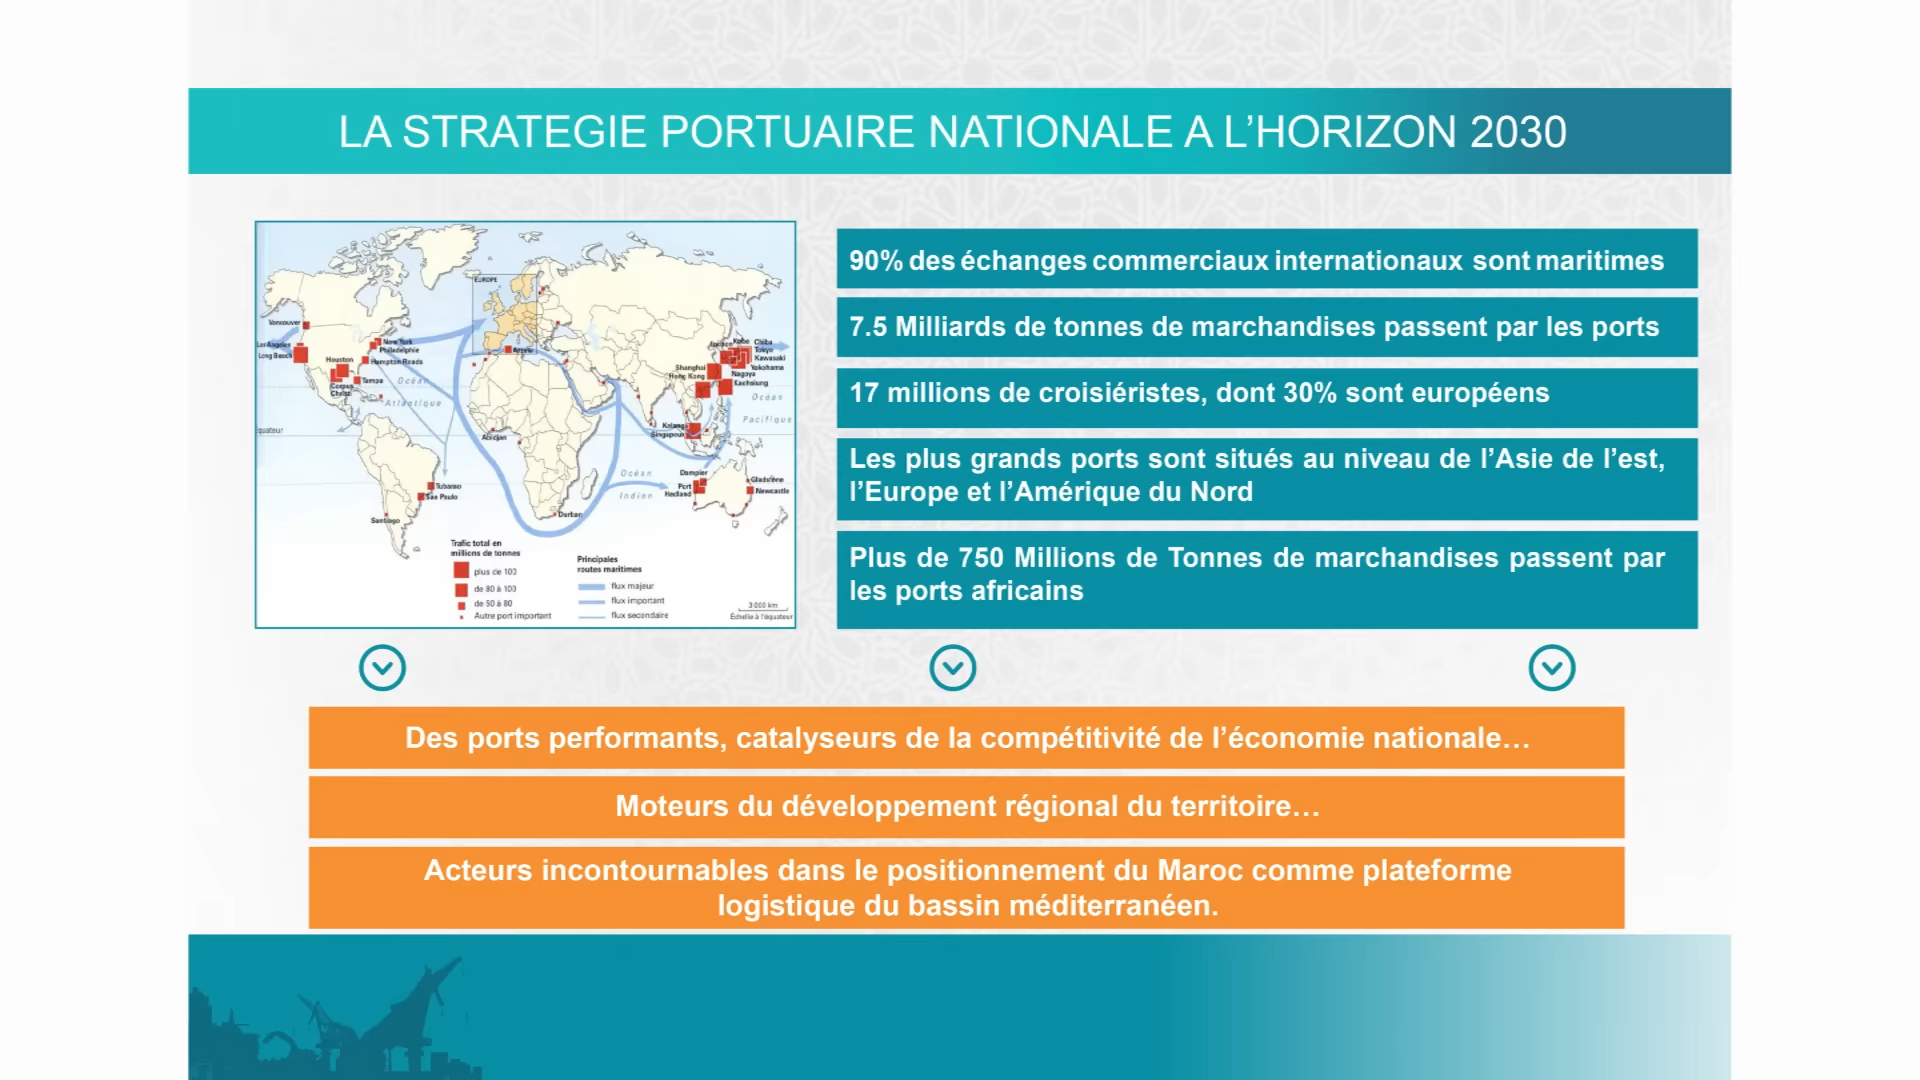 LA STRATEGIE PORTUAIRE NATIONALE A L’HORIZON 2030
EUROPE
Vancouver
Los Angeles
Long Beach
New York
Philadelphie
Houston
Hampton Roads
Corpus
Christi
Tampa
Océan
Atlantique
Abidjan
Tubarao
Sao Paulo
Santiago
Durban
Océan
Indien
Kobe
Chiba
Tokyo
Kawasaki
Yokohama
Nagoya
Shanghai
Hong Kong
Kaohsiung
Océan
Pacifique
Kelang
Singapour
Dampier
Port
Hedland
Gladstone
Newcastle
Trafic total en
millions de tonnes
plus de 100
de 80 à 100
de 50 à 80
Autre port important
Principales
routes maritimes
flux majeur
flux important
flux secondaire
3 000 km
Echelle à l'équateur
90% des échanges commerciaux internationaux sont maritimes
7.5 Milliards de tonnes de marchandises passent par les ports
17 millions de croisiéristes, dont 30% sont européens
Les plus grands ports sont situés au niveau de l’Asie de l’est,
l’Europe et l’Amérique du Nord
Plus de 750 Millions de Tonnes de marchandises passent par
les ports africains
Des ports performants, catalyseurs de la compétitivité de l’économie nationale…
Moteurs du développement régional du territoire…
Acteurs incontournables dans le positionnement du Maroc comme plateforme
logistique du bassin méditerranéen.